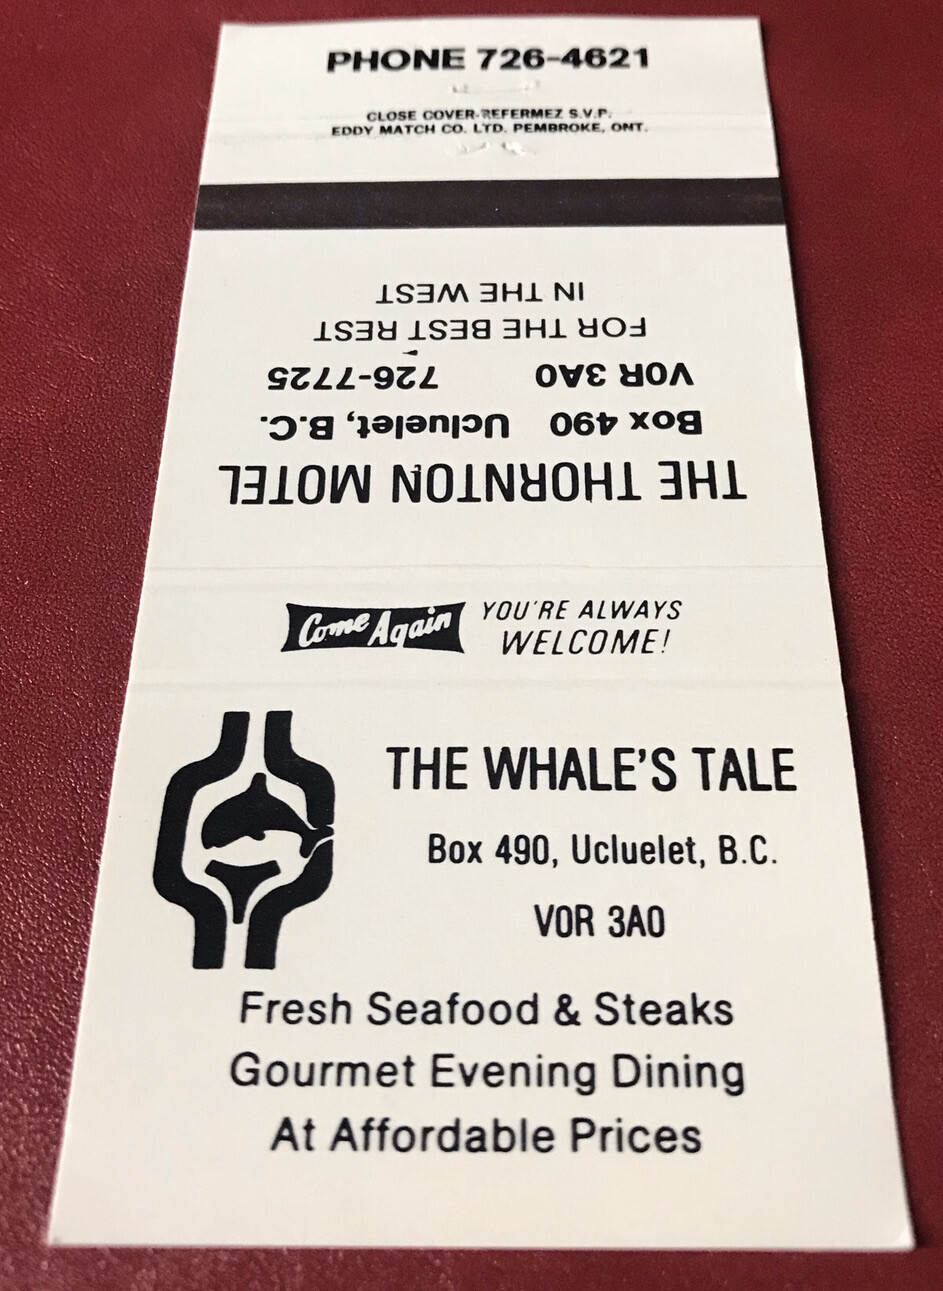 PHONE 726-4621
CLOSE COVER-REFERMEZ S.V.P.
EDDY MATCH CO. LTD. PEMBROKE, ONT.
THE THORNTON MOTEL
Box 490 Ucluelet, B.C.
VOR 3A0 726-7725
FOR THE BEST REST
IN THE WEST
Come Again YOU'RE ALWAYS
WELCOME!
THE WHALE'S TALE
Box 490, Ucluelet, B.C.
VOR 3A0
Fresh Seafood & Steaks
Gourmet Evening Dining
At Affordable Prices